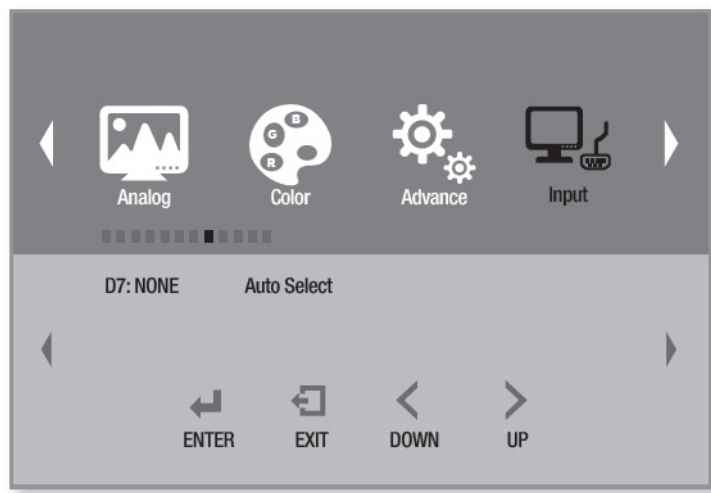 B
G
R
Analog Color Advance Input
D7: NONE Auto Select
ENTER EXIT DOWN UP